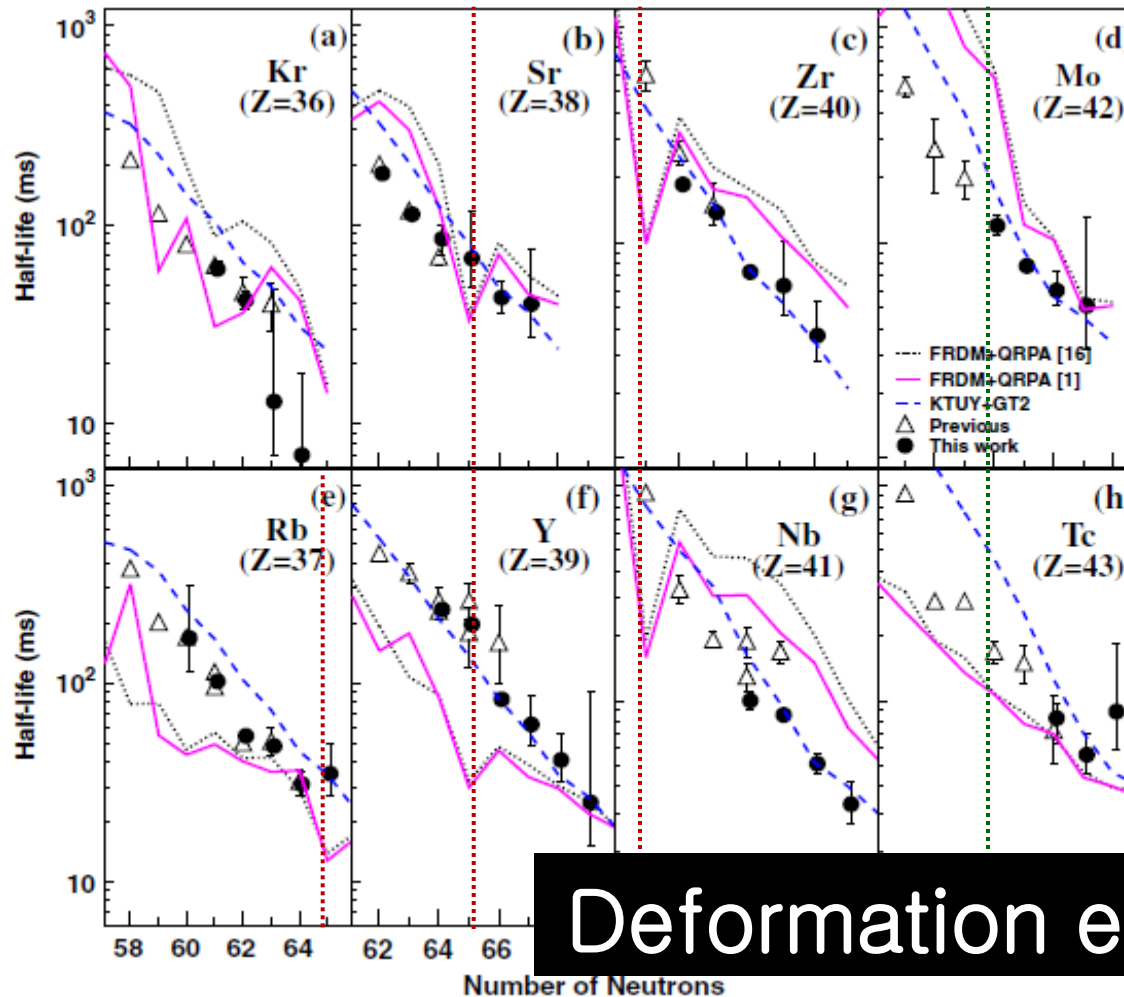 10³
10²
10
Half-life (ms)
(a)
Kr
(Z=36)
(b)
Sr
(Z=38)
(c)
Zr
(Z=40)
(d
Mo
(Z=42)
FRDM+QRPA [16]
FRDM+QRPA [1]
KTUY+GT2
Previous
This work
10³
10²
10
Half-life (ms)
(e)
Rb
(Z=37)
(f)
Y
(Z=39)
(g)
Nb
(Z=41)
(h
Tc
(Z=43)
58 60 62 64 62 64 66
Number of Neutrons
Deformation e